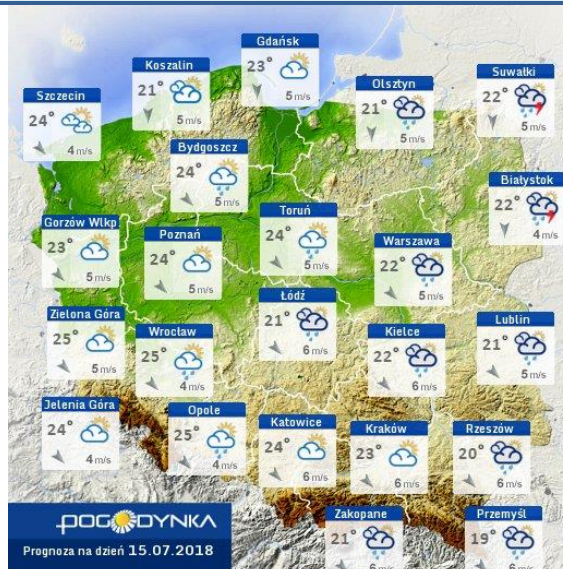 Gdańsk
23°
5 m/s
Koszalin
21°
5 m/s
Suwałki
22°
5 m/s
Olsztyn
21°
5 m/s
Szczecin
24°
4 m/s
Bydgoszcz
24°
5 m/s
Białystok
22°
4 m/s
Gorzów Wlkp
23°
5 m/s
Toruń
24°
5 m/s
Poznań
24°
5 m/s
Warszawa
22°
5 m/s
Łódź
21°
6 m/s
Zielona Góra
25°
5 m/s
Lublin
21°
5 m/s
Wrocław
25°
4 m/s
Kielce
22°
6 m/s
Jelenia Góra
24°
4 m/s
Opole
25°
4 m/s
Katowice
24°
6 m/s
Kraków
23°
6 m/s
Rzeszów
20°
6 m/s
Zakopane
21°
6 m/s
Przemyśl
19°
6 m/s
POGODYNKA
Prognoza na dzień 15.07.2018